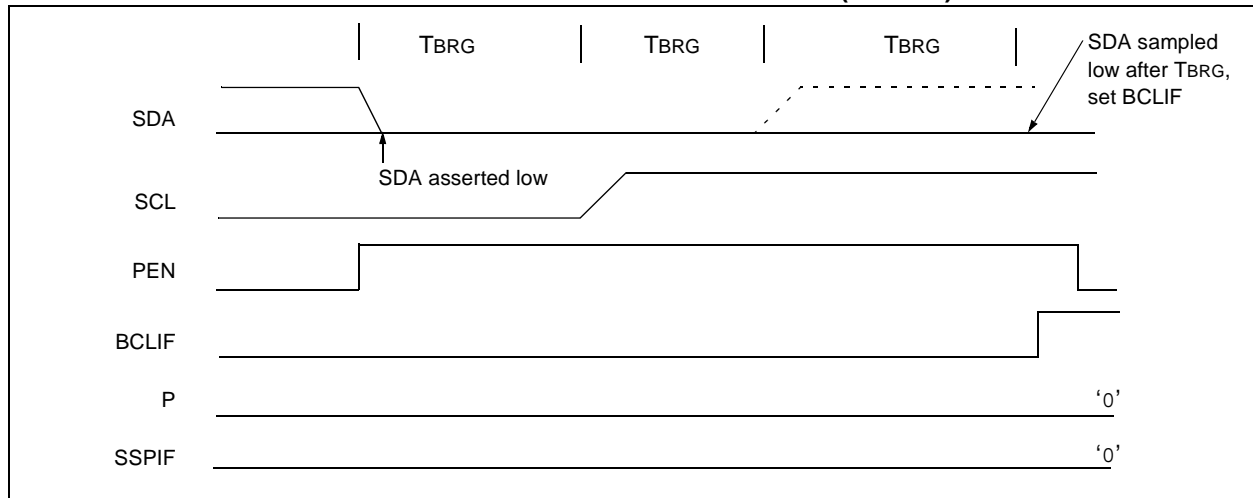 TBRG TBRG TBRG
SDA sampled
low after TBRG,
set BCLIF
SDA
SDA asserted low
SCL
PEN
BCLIF
P
‘0’
SSPIF
‘0’